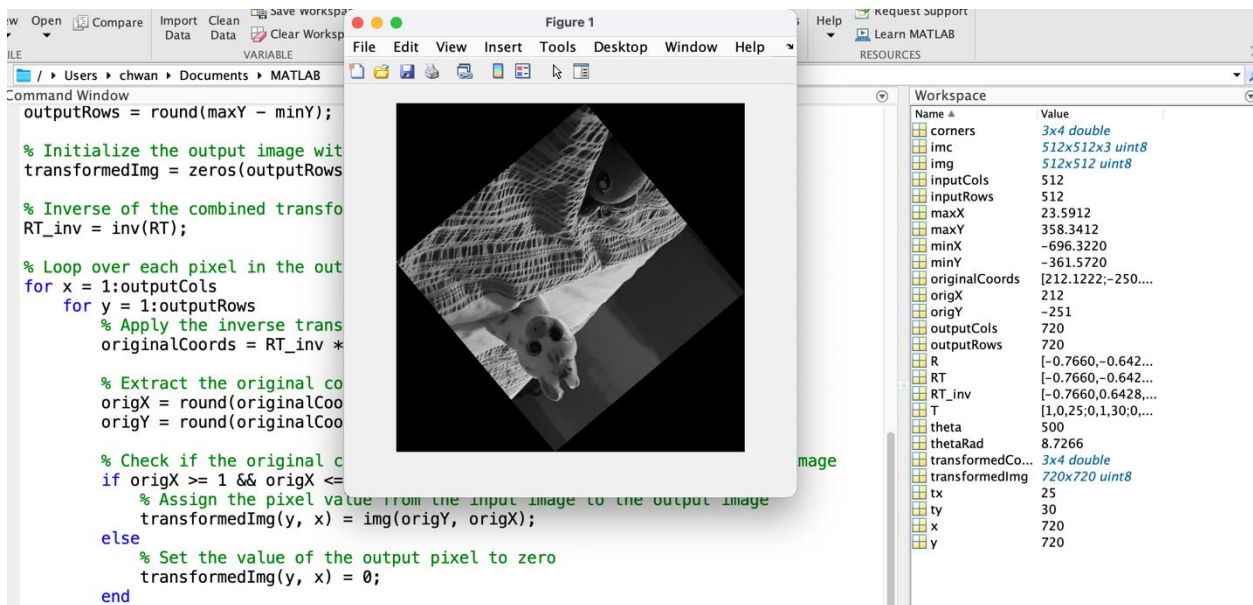 Open
Compare
Import Data
Clean Data
Save Workspa
Clear Worksp
VARIABLE
Help
Request Support
Learn MATLAB
RESOURCES
/ ▸ Users ▸ chwan ▸ Documents ▸ MATLAB
Figure 1
File Edit View Insert Tools Desktop Window Help
Command Window
outputRows = round(maxY - minY);
% Initialize the output image wit
transformedImg = zeros(outputRows
% Inverse of the combined transfo
RT_inv = inv(RT);
% Loop over each pixel in the out
for x = 1:outputCols
for y = 1:outputRows
% Apply the inverse trans
originalCoords = RT_inv *
% Extract the original co
origX = round(originalCoo
origY = round(originalCoo
% Check if the original c mage
if origX >= 1 && origX <=
% Assign the pixel value from the input image to the output image
transformedImg(y, x) = img(origY, origX);
else
% Set the value of the output pixel to zero
transformedImg(y, x) = 0;
end
Workspace
Name Value
corners 3x4 double
imc 512x512x3 uint8
img 512x512 uint8
inputCols 512
inputRows 512
maxX 23.5912
maxY 358.3412
minX -696.3220
minY -361.5720
originalCoords [212.1222;-250....
origX 212
origY -251
outputCols 720
outputRows 720
R [-0.7660,-0.642...
RT [-0.7660,-0.642...
RT_inv [-0.7660,0.6428,...
T [1,0,25;0,1,30;0,...
theta 500
thetaRad 8.7266
transformedCo... 3x4 double
transformedImg 720x720 uint8
tx 25
ty 30
x 720
y 720